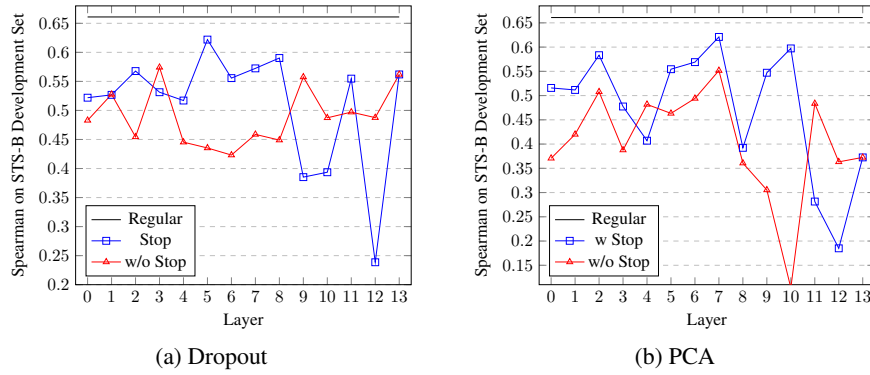 Spearman on STS-B Development Set
0.65
0.6
0.55
0.5
0.45
0.4
0.35
0.3
0.25
0.2
Regular
Stop
w/o Stop
0 1 2 3 4 5 6 7 8 9 10 11 12 13
Layer
(a) Dropout
Spearman on STS-B Development Set
0.65
0.6
0.55
0.5
0.45
0.4
0.35
0.3
0.25
0.2
0.15
Regular
w Stop
w/o Stop
0 1 2 3 4 5 6 7 8 9 10 11 12 13
Layer
(b) PCA